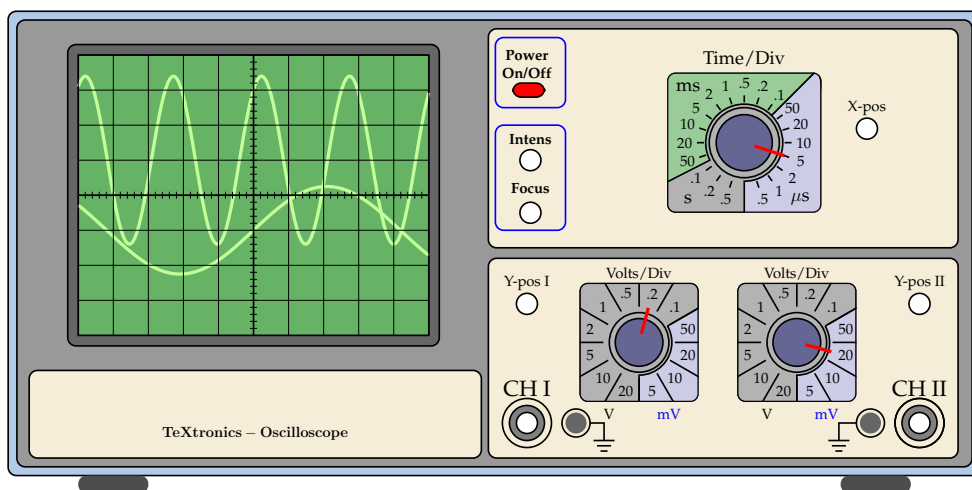 Power
On/Off
Intens
Focus
Time/Div
ms 5 2 1 .5 .2 .1
10 20 50
50 20 10 5 2 1 .5
.1 .2 .5
s μs
X-pos
Y-pos I
Volts/Div
.5 .2
1 .1
2 50
5 20
10 10
20 5
V mV
CH I
Volts/Div
.5 .2
1 .1
2 50
5 20
10 10
20 5
V mV
Y-pos II
CH II
TeXtronics – Oscilloscope